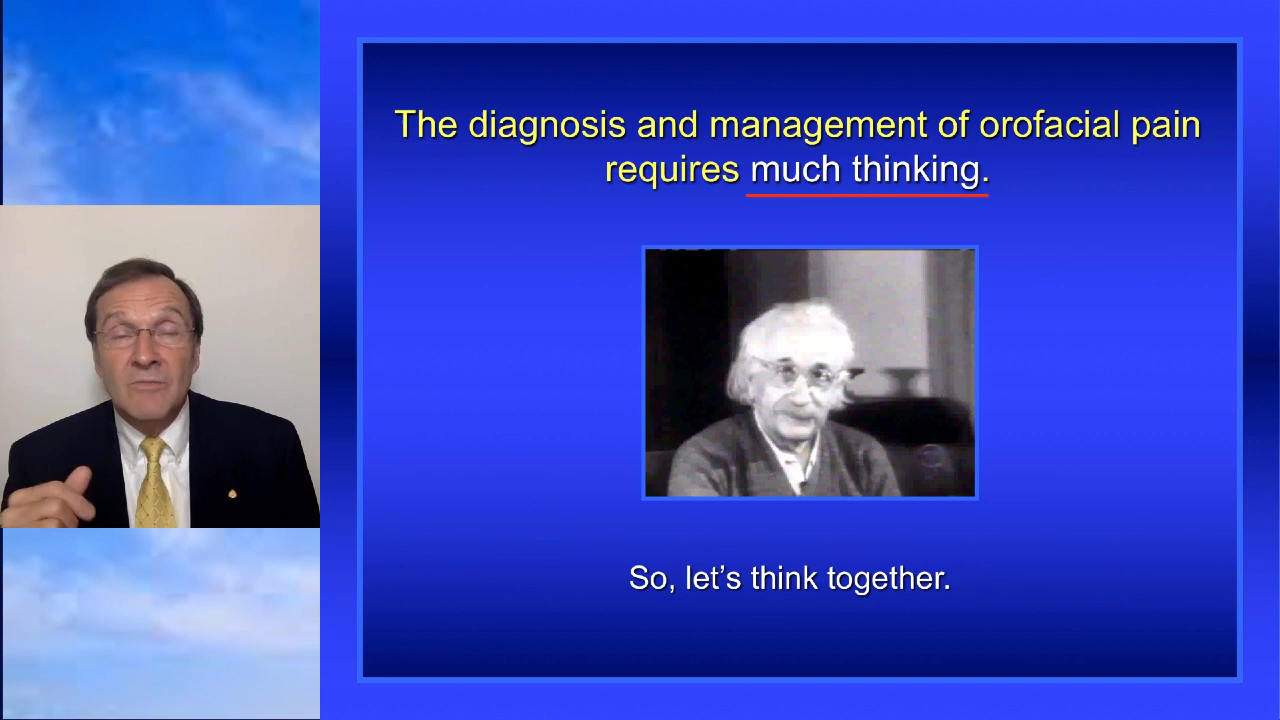 The diagnosis and management of orofacial pain
requires much thinking.
So, let’s think together.